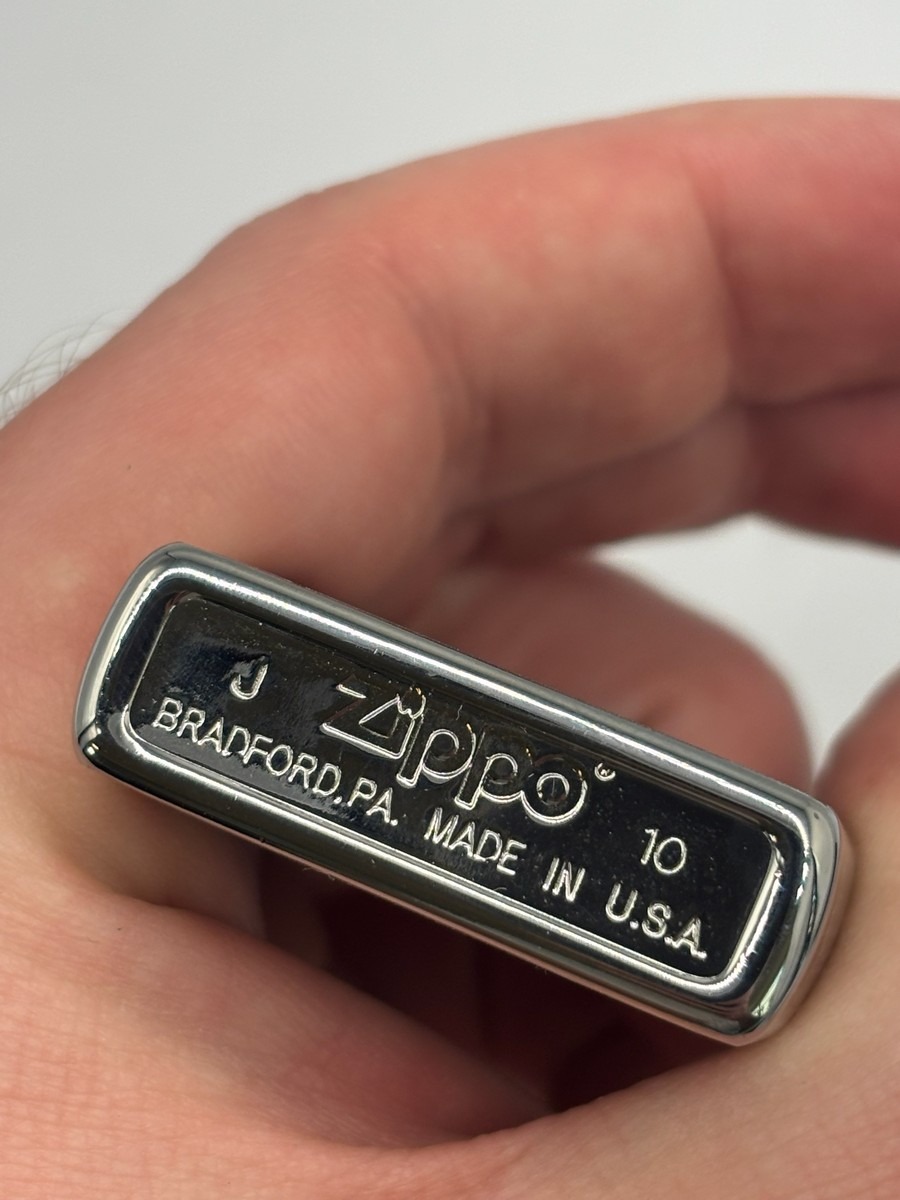 J Zippo® 10
BRADFORD, PA. MADE IN U.S.A.